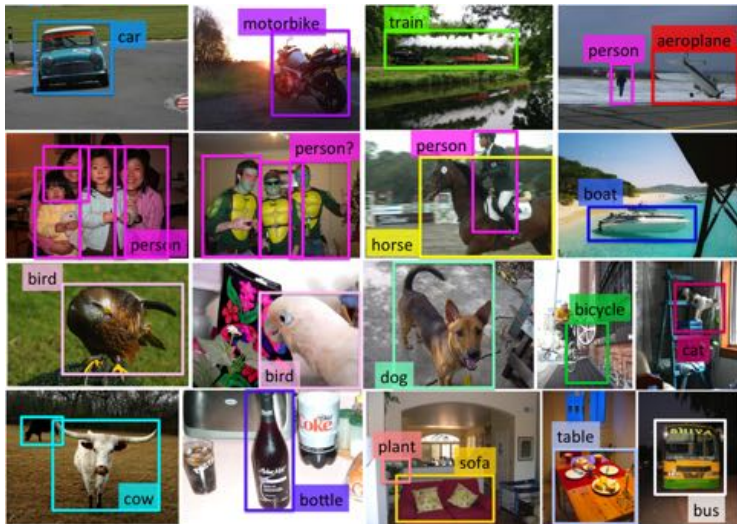 car
motorbike
train
person
aeroplane
person
person?
person
horse
boat
bird
bird
dog
bicycle
cat
cow
Coke
bottle
plant
sofa
table
SHIVA
bus